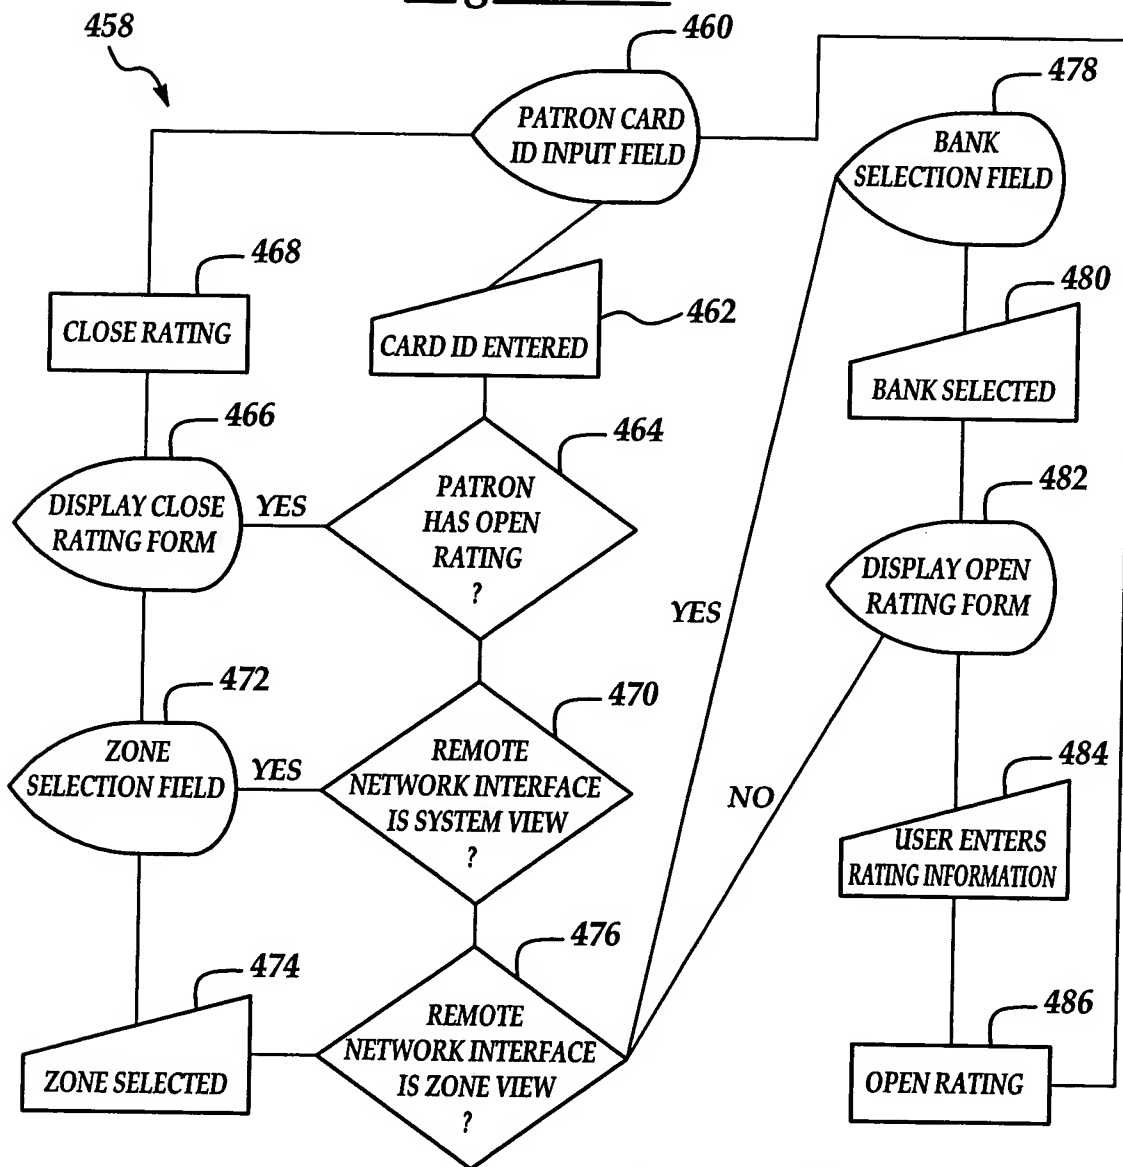 458
460
PATRON CARD
ID INPUT FIELD
478
BANK
SELECTION FIELD
468
CLOSE RATING
462
CARD ID ENTERED
480
BANK SELECTED
466
DISPLAY CLOSE
RATING FORM
YES
464
PATRON
HAS OPEN
RATING
?
482
DISPLAY OPEN
RATING FORM
YES
472
ZONE
SELECTION FIELD
YES
470
REMOTE
NETWORK INTERFACE
IS SYSTEM VIEW
?
NO
484
USER ENTERS
RATING INFORMATION
474
ZONE SELECTED
476
REMOTE
NETWORK INTERFACE
IS ZONE VIEW
?
486
OPEN RATING